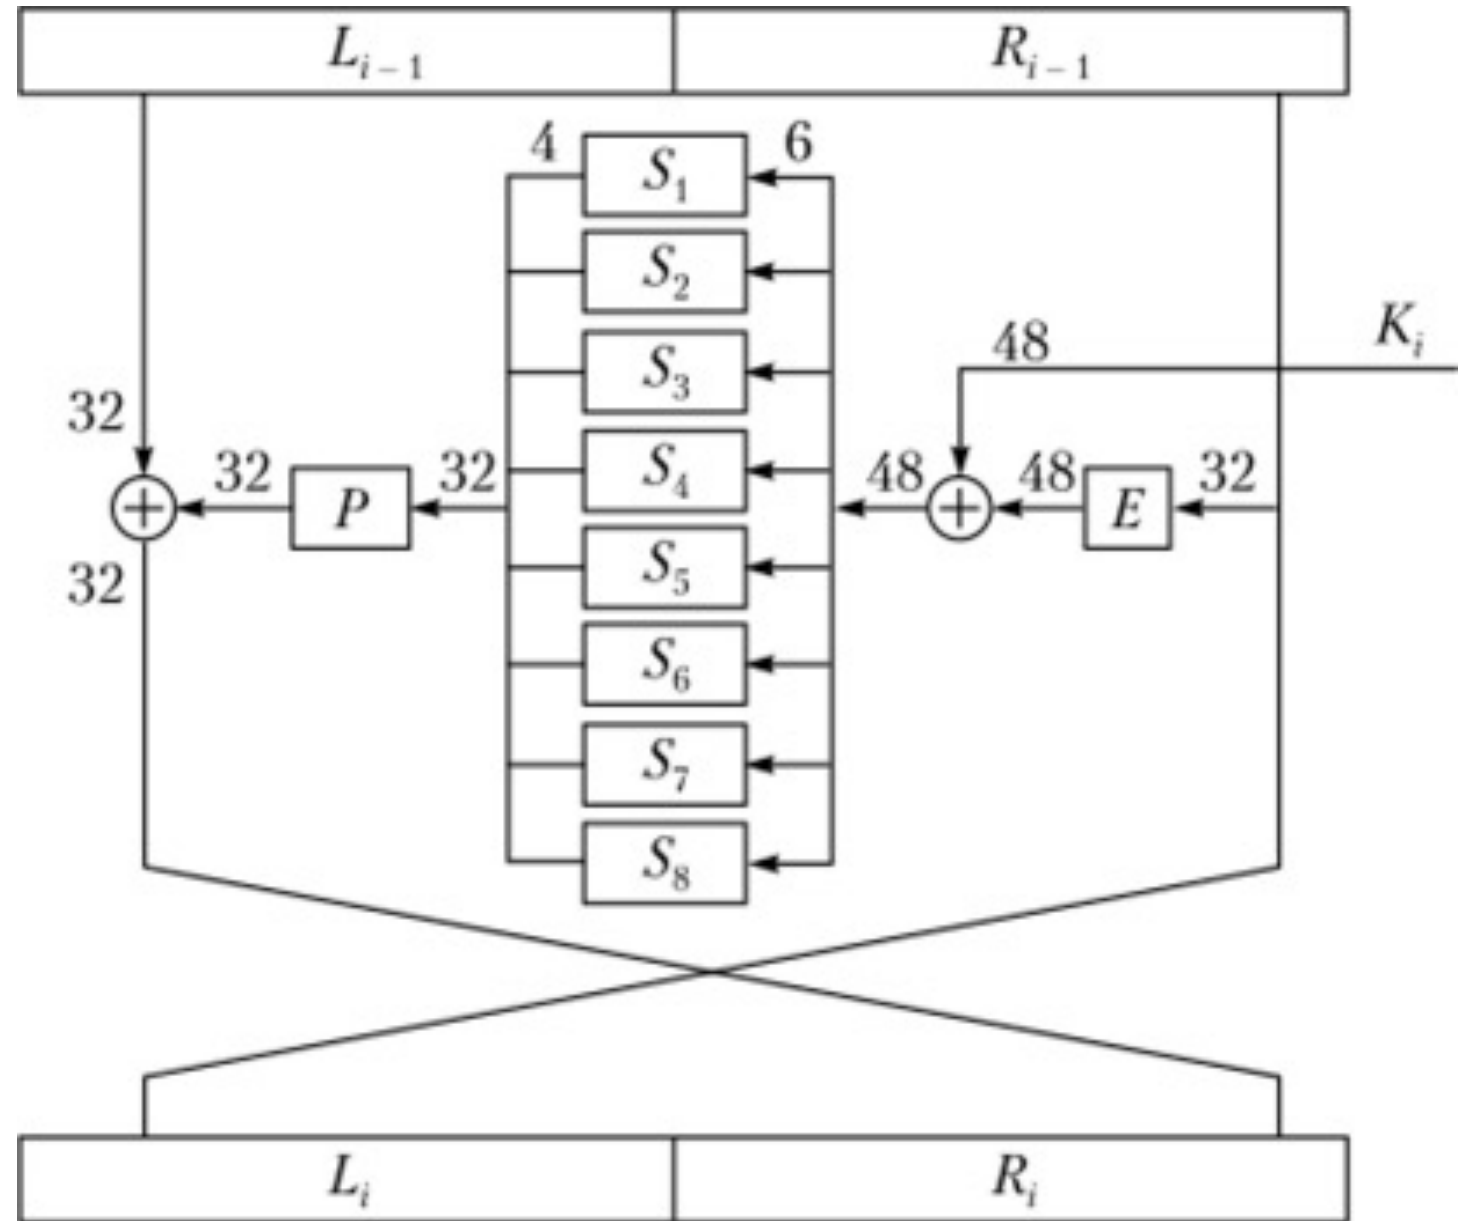 L_{i-1} R_{i-1}
4 S_1 6
S_2
48 K_i
S_3
32
32 P 32 S_4 48 48 E 32
32 S_5
S_6
S_7
S_8
L_i R_i